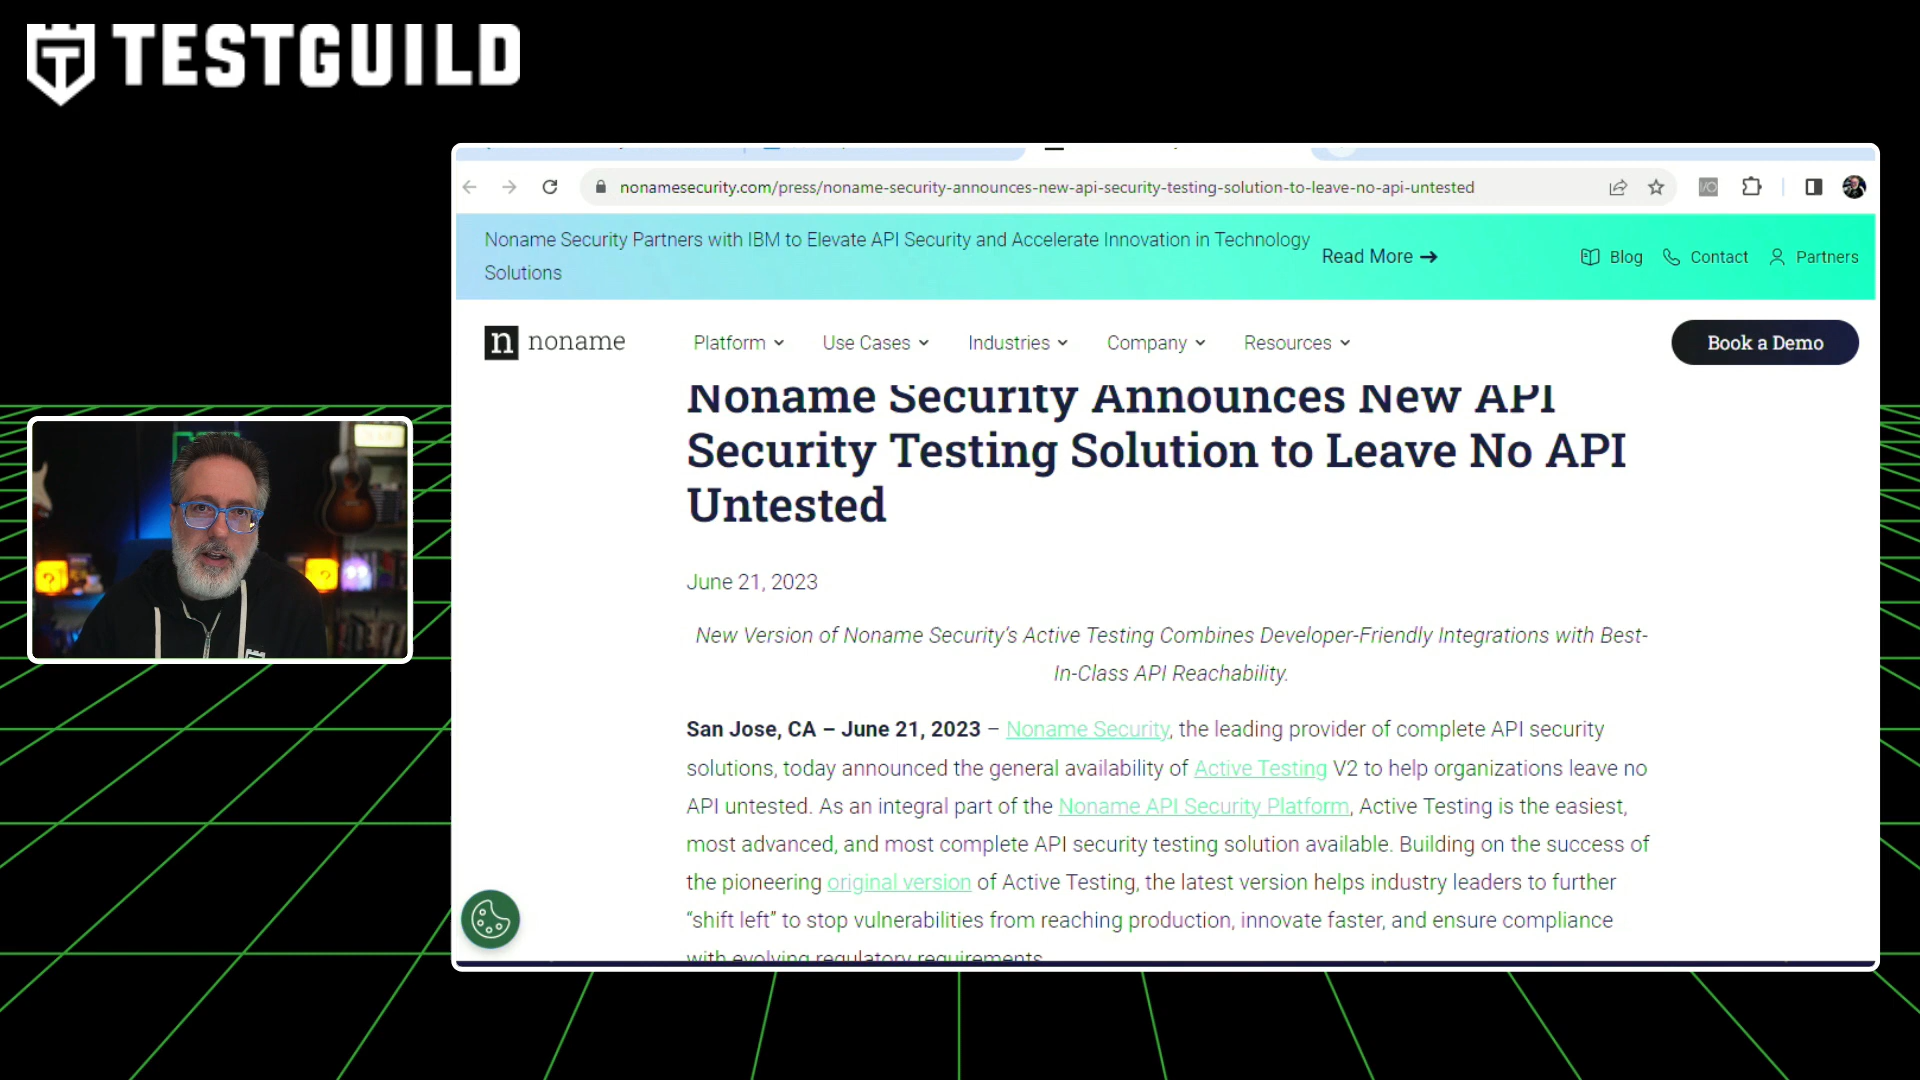 TESTGUILD
nonamesecurity.com/press/noname-security-announces-new-api-security-testing-solution-to-leave-no-api-untested
Noname Security Partners with IBM to Elevate API Security and Accelerate Innovation in Technology
Solutions
Read More →
Blog
Contact
Partners
n noname
Platform
Use Cases
Industries
Company
Resources
Book a Demo
Noname Security Announces New API
Security Testing Solution to Leave No API
Untested
June 21, 2023
New Version of Noname Security's Active Testing Combines Developer-Friendly Integrations with Best-
In-Class API Reachability.
San Jose, CA – June 21, 2023 – Noname Security, the leading provider of complete API security
solutions, today announced the general availability of Active Testing V2 to help organizations leave no
API untested. As an integral part of the Noname API Security Platform, Active Testing is the easiest,
most advanced, and most complete API security testing solution available. Building on the success of
the pioneering original version of Active Testing, the latest version helps industry leaders to further
“shift left” to stop vulnerabilities from reaching production, innovate faster, and ensure compliance
with evolving regulatory requirements.